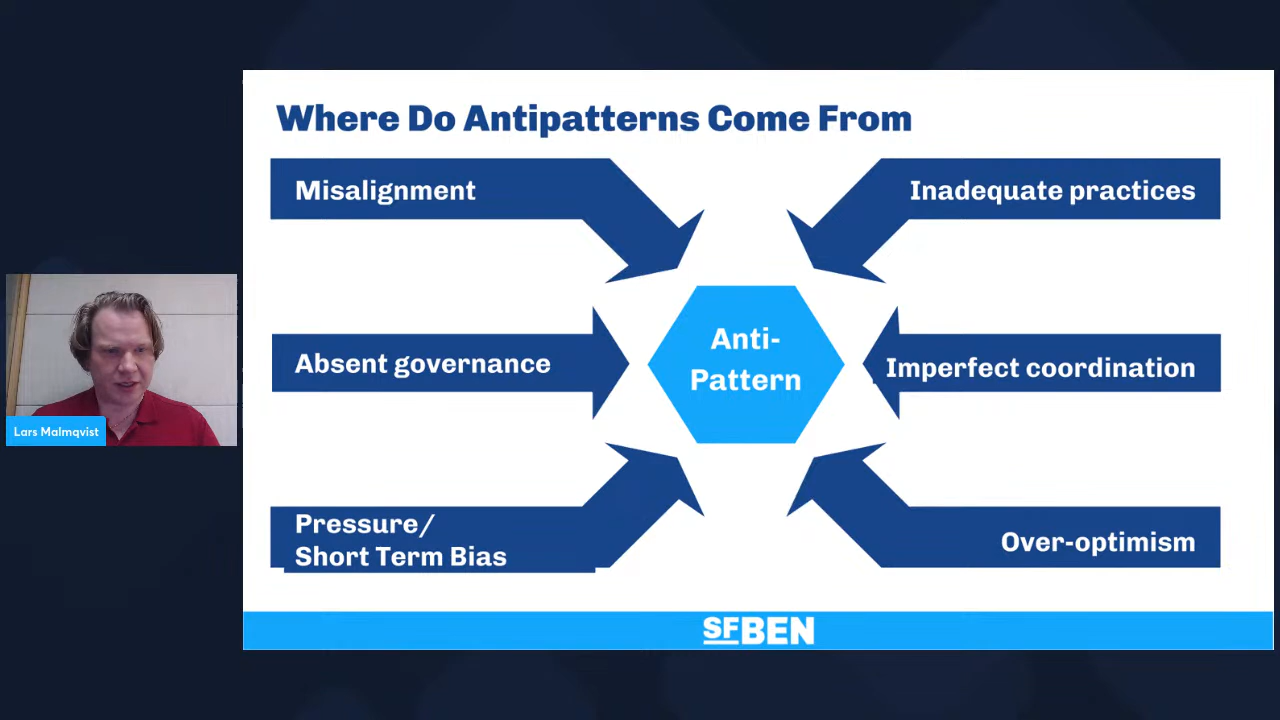 Where Do Antipatterns Come From
Misalignment
Inadequate practices
Anti-
Pattern
Absent governance
Imperfect coordination
Pressure/
Short Term Bias
Over-optimism
Lars Malmqvist
SFBEN